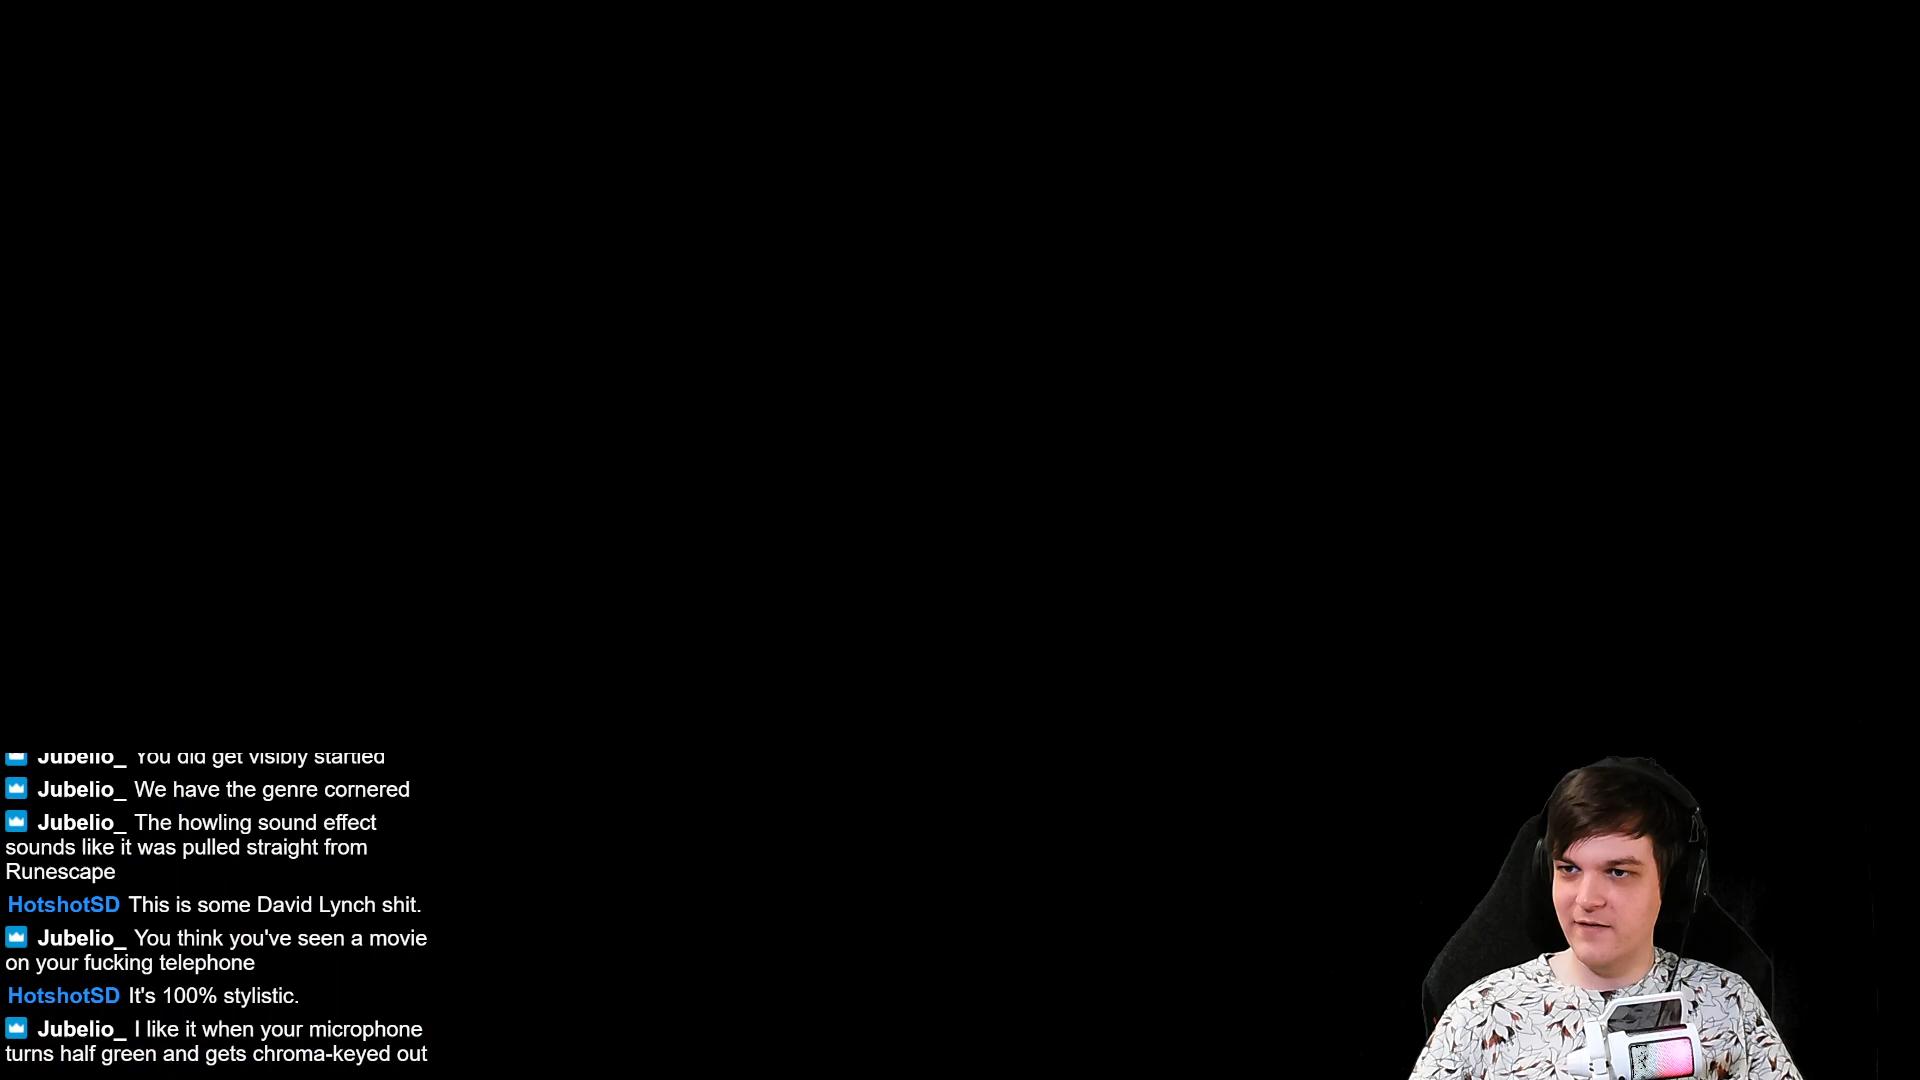 Jubelio_ You did get visibly startled
Jubelio_ We have the genre cornered
Jubelio_ The howling sound effect
sounds like it was pulled straight from
Runescape
HotshotSD This is some David Lynch shit.
Jubelio_ You think you've seen a movie
on your fucking telephone
HotshotSD It's 100% stylistic.
Jubelio_ I like it when your microphone
turns half green and gets chroma-keyed out